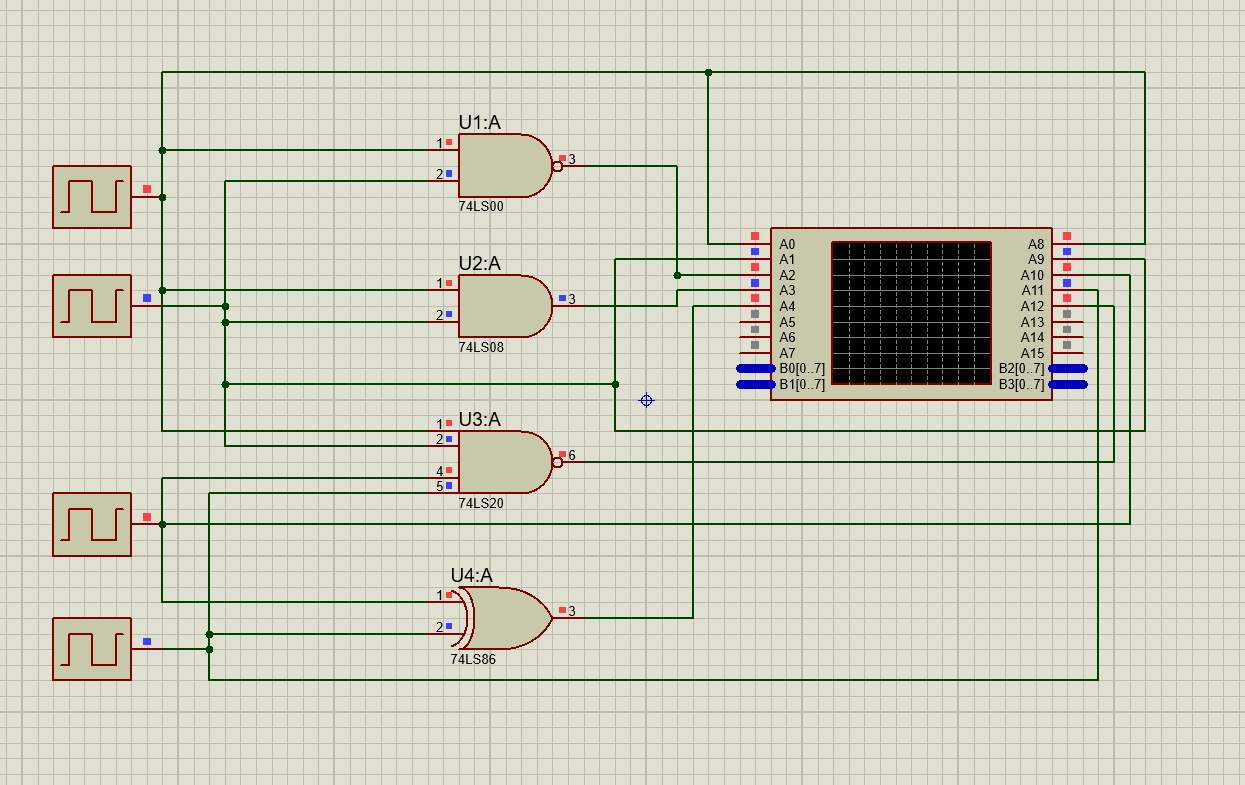 U1:A
1
3
2
74LS00
U2:A
1
3
2
74LS08
U3:A
1
2
6
4
5
74LS20
U4:A
1
3
2
74LS86
A0 A8
A1 A9
A2 A10
A3 A11
A4 A12
A5 A13
A6 A14
A7 A15
B0[0..7] B2[0..7]
B1[0..7] B3[0..7]